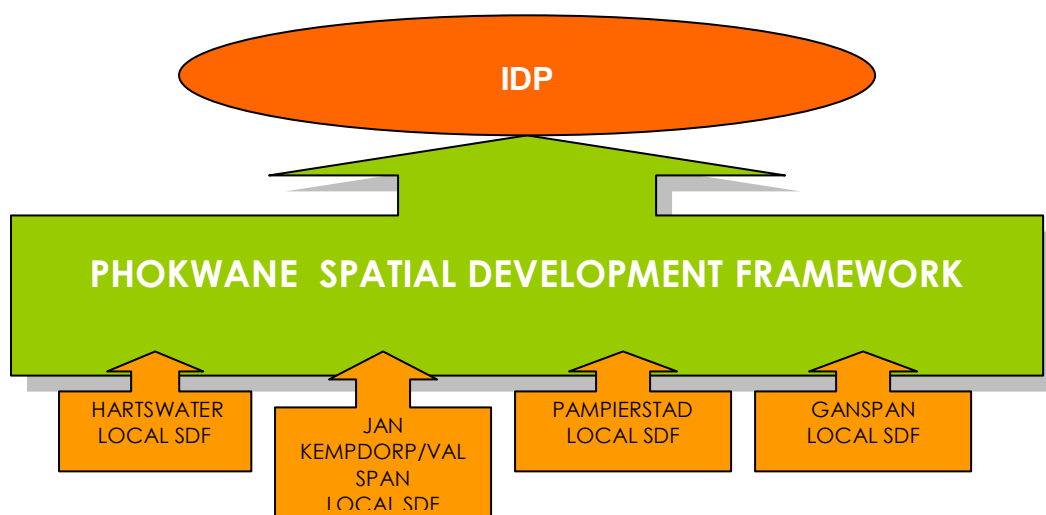 IDP
PHOKWANE SPATIAL DEVELOPMENT FRAMEWORK
HARTSWATER
LOCAL SDF
JAN
KEMPDORP/VAL
SPAN
LOCAL SDF
PAMPIERSTAD
LOCAL SDF
GANSPAN
LOCAL SDF